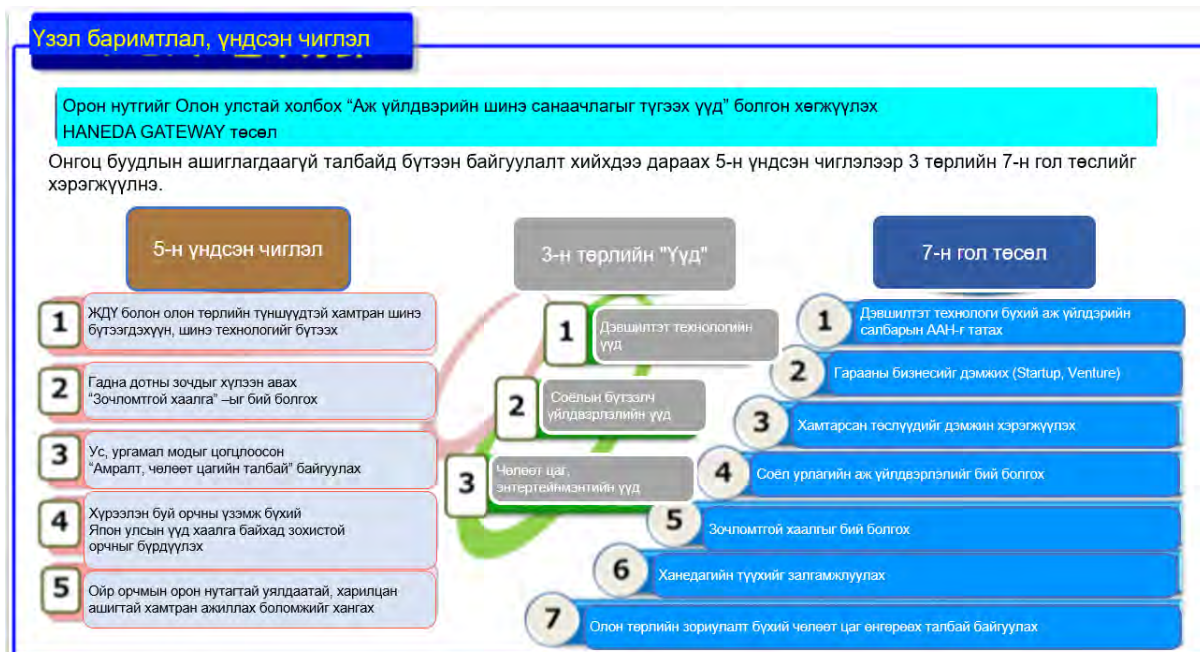 Үзэл баримтлал, үндсэн чиглэл
Орон нутгийг Олон улстай холбох “Аж үйлдвэрийн шинэ санаачлагыг түгээх үүд” болгон хөгжүүлэх
HANEDA GATEWAY төсөл
Онгоц буудлын ашиглагдаагүй талбайд бүтээн байгуулалт хийхдээ дараах 5-н үндсэн чиглэлээр 3 төрлийн 7-н гол төслийг
хэрэгжүүлнэ.
5-н үндсэн чиглэл
1
ЖДҮ болон олон төрлийн түншүүдтэй хамтран шинэ
бүтээгдэхүүн, шинэ технологийг бүтээх
2
Гадна дотны зочдыг хүлээн авах
“Зочломтгой хаалга” –ыг бий болгох
3
Ус, ургамал модыг цогцлоосон
“Амралт, чөлөөт цагийн талбай” байгуулах
4
Хүрээлэн буй орчны үзэмж бүхий
Япон улсын үүд хаалга байхад зохистой
орчныг бүрдүүлэх
5
Ойр орчмын орон нутагтай уялдаатай, харилцан
ашигтай хамтран ажиллах боломжийг хангах
3-н төрлийн "Үүд"
1
Дэвшилтэт технологийн
үүд
2
Соёлын бүтээлч
үйлдвэрлэлийн үүд
3
Чөлөөт цаг,
энтертейнмэнтийн үүд
7-н гол төсөл
1
Дэвшилтэт технологи бүхий аж үйлдэрийн
салбарын ААН-г татах
2
Гарааны бизнесийг дэмжих (Startup, Venture)
3
Хамтарсан төслүүдийг дэмжин хэрэгжүүлэх
4
Соёл урлагийн аж үйлдвэрлэлийг бий болгох
5
Зочломтгой хаалгыг бий болгох
6
Ханедагийн түүхийг залгамжлуулах
7
Олон төрлийн зориулалт бүхий чөлөөт цаг өнгөрөөх талбай байгуулах